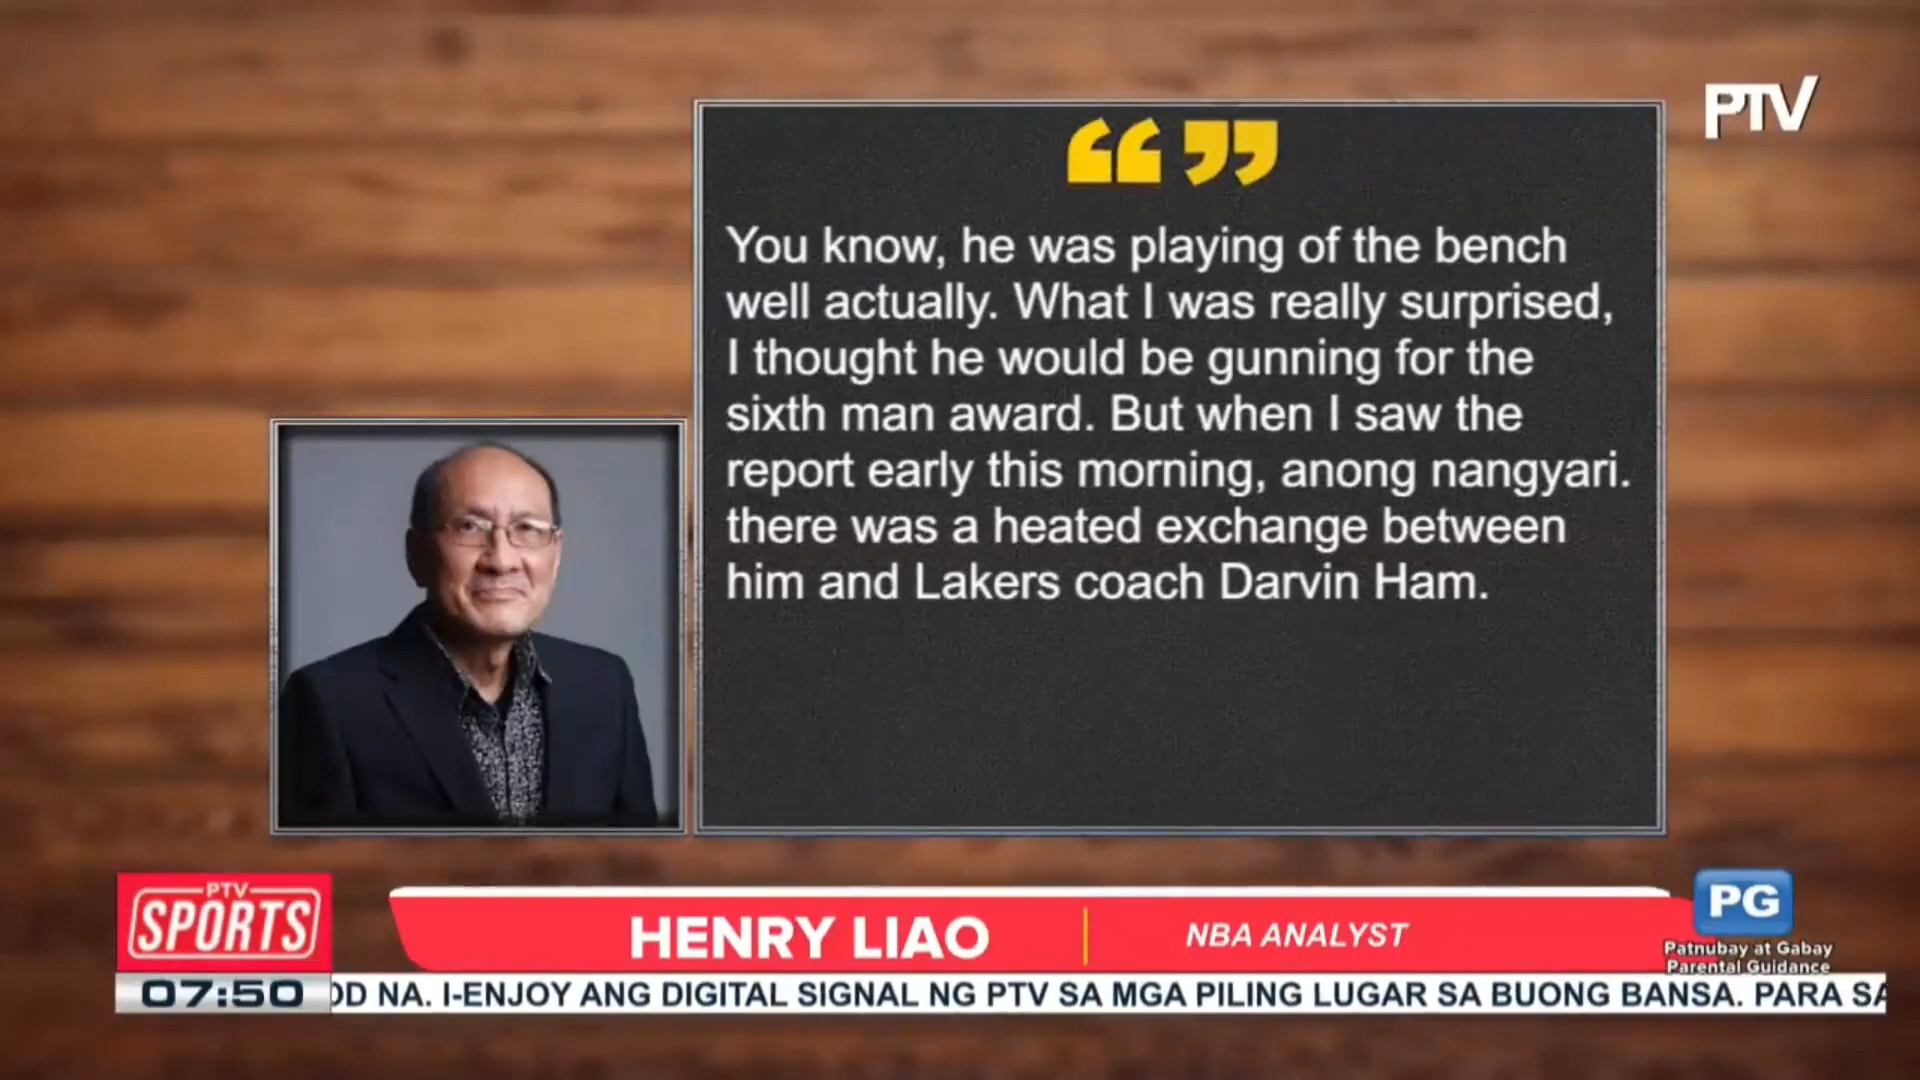 PTV
“ ”
You know, he was playing of the bench
well actually. What I was really surprised,
I thought he would be gunning for the
sixth man award. But when I saw the
report early this morning, anong nangyari.
there was a heated exchange between
him and Lakers coach Darvin Ham.
PTV
SPORTS
HENRY LIAO
NBA ANALYST
PG
Patnubay at Gabay
Parental Guidance
07:50
NA. I-ENJOY ANG DIGITAL SIGNAL NG PTV SA MGA PILING LUGAR SA BUONG BANSA. PARA